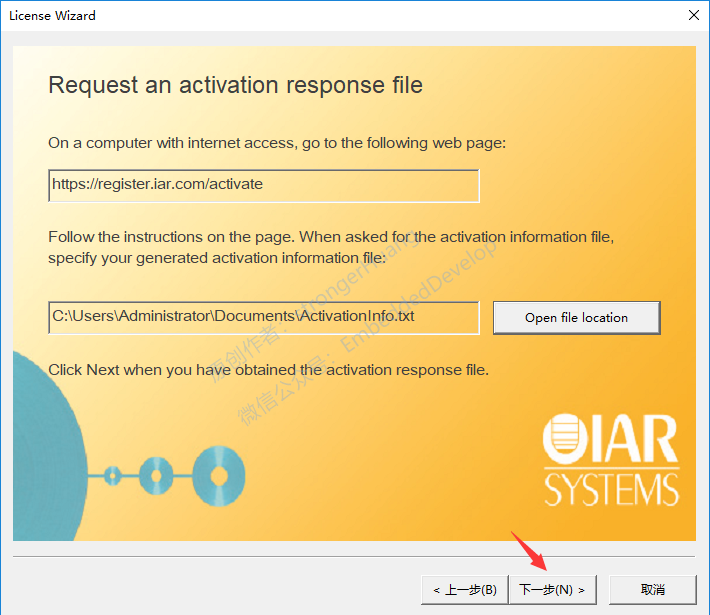 License Wizard
Request an activation response file
On a computer with internet access, go to the following web page:
https://register.iar.com/activate
Follow the instructions on the page. When asked for the activation information file,
specify your generated activation information file:
C:\Users\Administrator\Documents\ActivationInfo.txt
Open file location
Click Next when you have obtained the activation response file.
原创作者：strongerHuang
微信公众号：EmbeddedDevelop
IAR
SYSTEMS
< 上一步(B)
下一步(N) >
取消